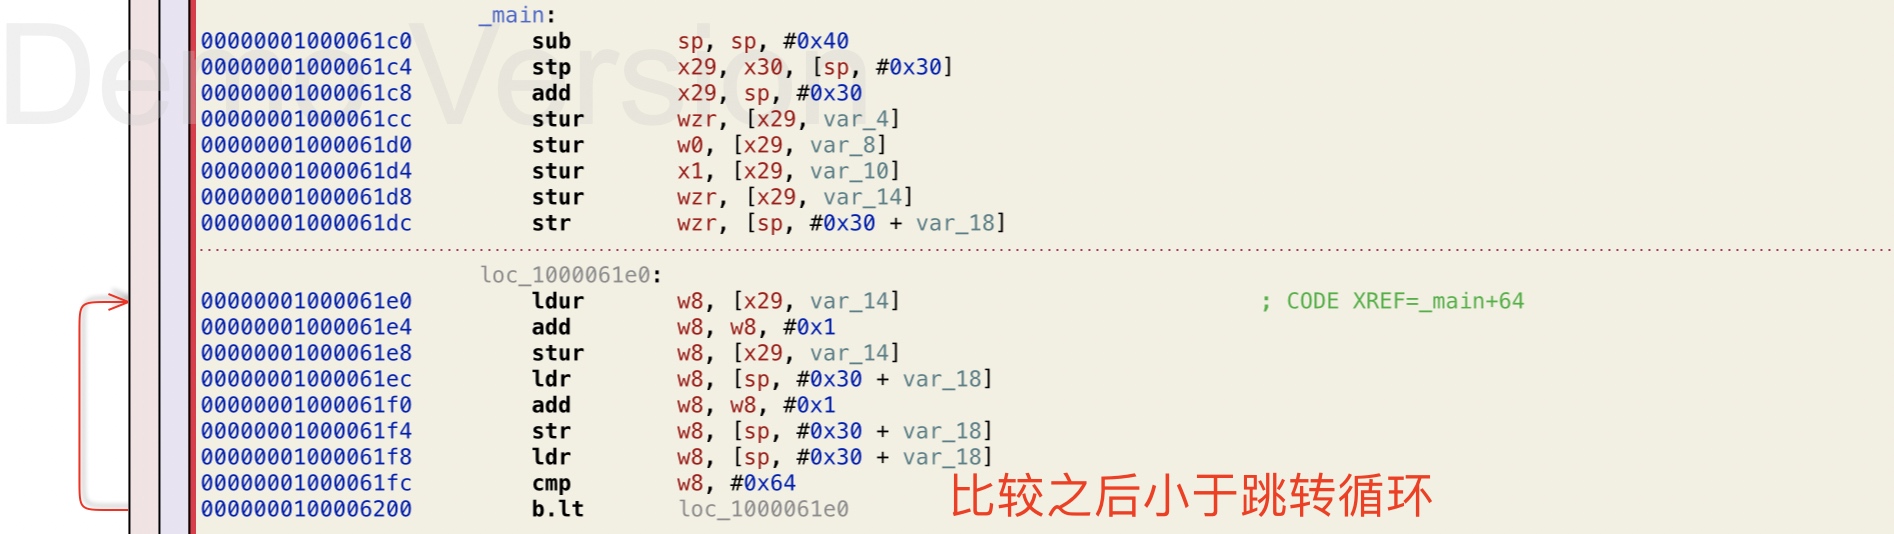 Demo Version
_main:
00000001000061c0 sub sp, sp, #0x40
00000001000061c4 stp x29, x30, [sp, #0x30]
00000001000061c8 add x29, sp, #0x30
00000001000061cc stur wzr, [x29, var_4]
00000001000061d0 stur w0, [x29, var_8]
00000001000061d4 stur x1, [x29, var_10]
00000001000061d8 stur wzr, [x29, var_14]
00000001000061dc str wzr, [sp, #0x30 + var_18]
loc_1000061e0:
00000001000061e0 ldur w8, [x29, var_14] ; CODE XREF=_main+64
00000001000061e4 add w8, w8, #0x1
00000001000061e8 stur w8, [x29, var_14]
00000001000061ec ldr w8, [sp, #0x30 + var_18]
00000001000061f0 add w8, w8, #0x1
00000001000061f4 str w8, [sp, #0x30 + var_18]
00000001000061f8 ldr w8, [sp, #0x30 + var_18]
00000001000061fc cmp w8, #0x64
0000000100006200 b.lt loc_1000061e0
比较之后小于跳转循环